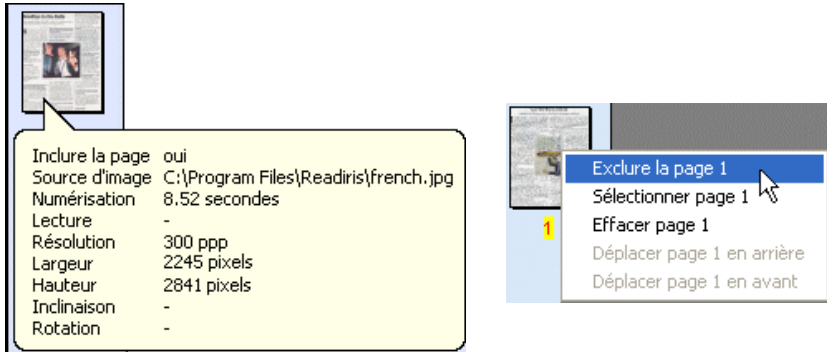 Inclure la page oui
Source d'image C:\Program Files\Readiris\french.jpg
Numérisation 8.52 secondes
Lecture -
Résolution 300 ppp
Largeur 2245 pixels
Hauteur 2841 pixels
Inclinaison -
Rotation -
1
Exclure la page 1
Sélectionner page 1
Effacer page 1
Déplacer page 1 en arrière
Déplacer page 1 en avant